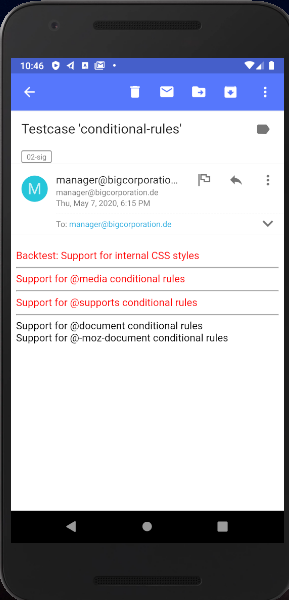 10:46
Testcase 'conditional-rules'
02-sig
M
manager@bigcorporatio...
manager@bigcorporation.de
Thu, May 7, 2020, 6:15 PM
To: manager@bigcorporation.de
Backtest: Support for internal CSS styles
Support for @media conditional rules
Support for @supports conditional rules
Support for @document conditional rules
Support for @-moz-document conditional rules